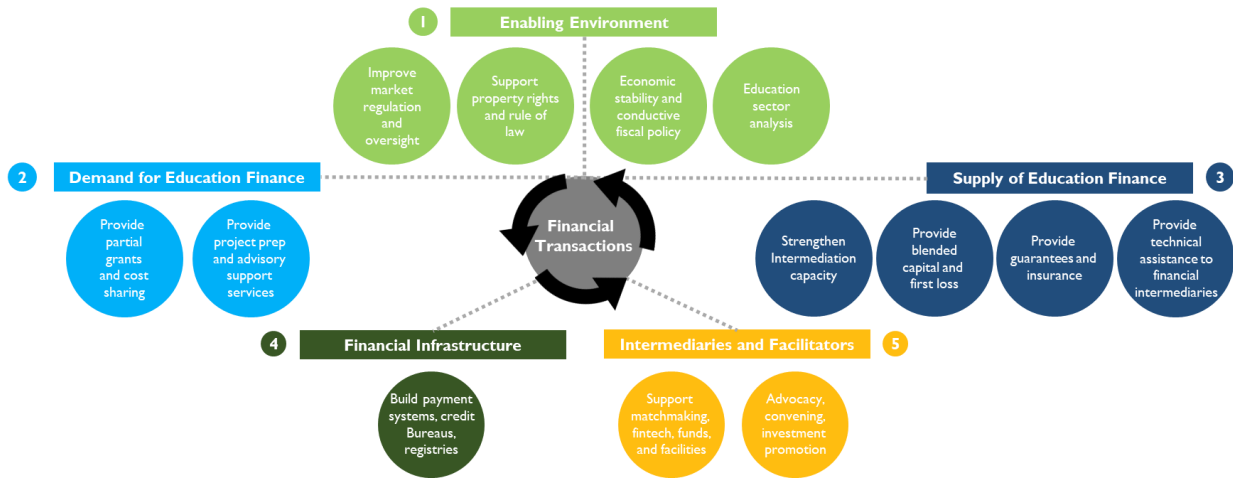 1
Enabling Environment
Improve
market
regulation
and
oversight
Support
property rights
and rule of
law
Economic
stability and
conductive
fiscal policy
Education
sector
analysis
2
Demand for Education Finance
Provide
partial
grants
and cost
sharing
Provide
project prep
and advisory
support
services
Financial
Transactions
Supply of Education Finance
3
Strengthen
Intermediation
capacity
Provide
blended
capital and
first loss
Provide
guarantees and
insurance
Provide
technical
assistance to
financial
intermediaries
4
Financial Infrastructure
Build payment
systems, credit
Bureaus,
registries
Intermediaries and Facilitators
5
Support
matchmaking,
fintech, funds,
and facilities
Advocacy,
convening,
investment
promotion